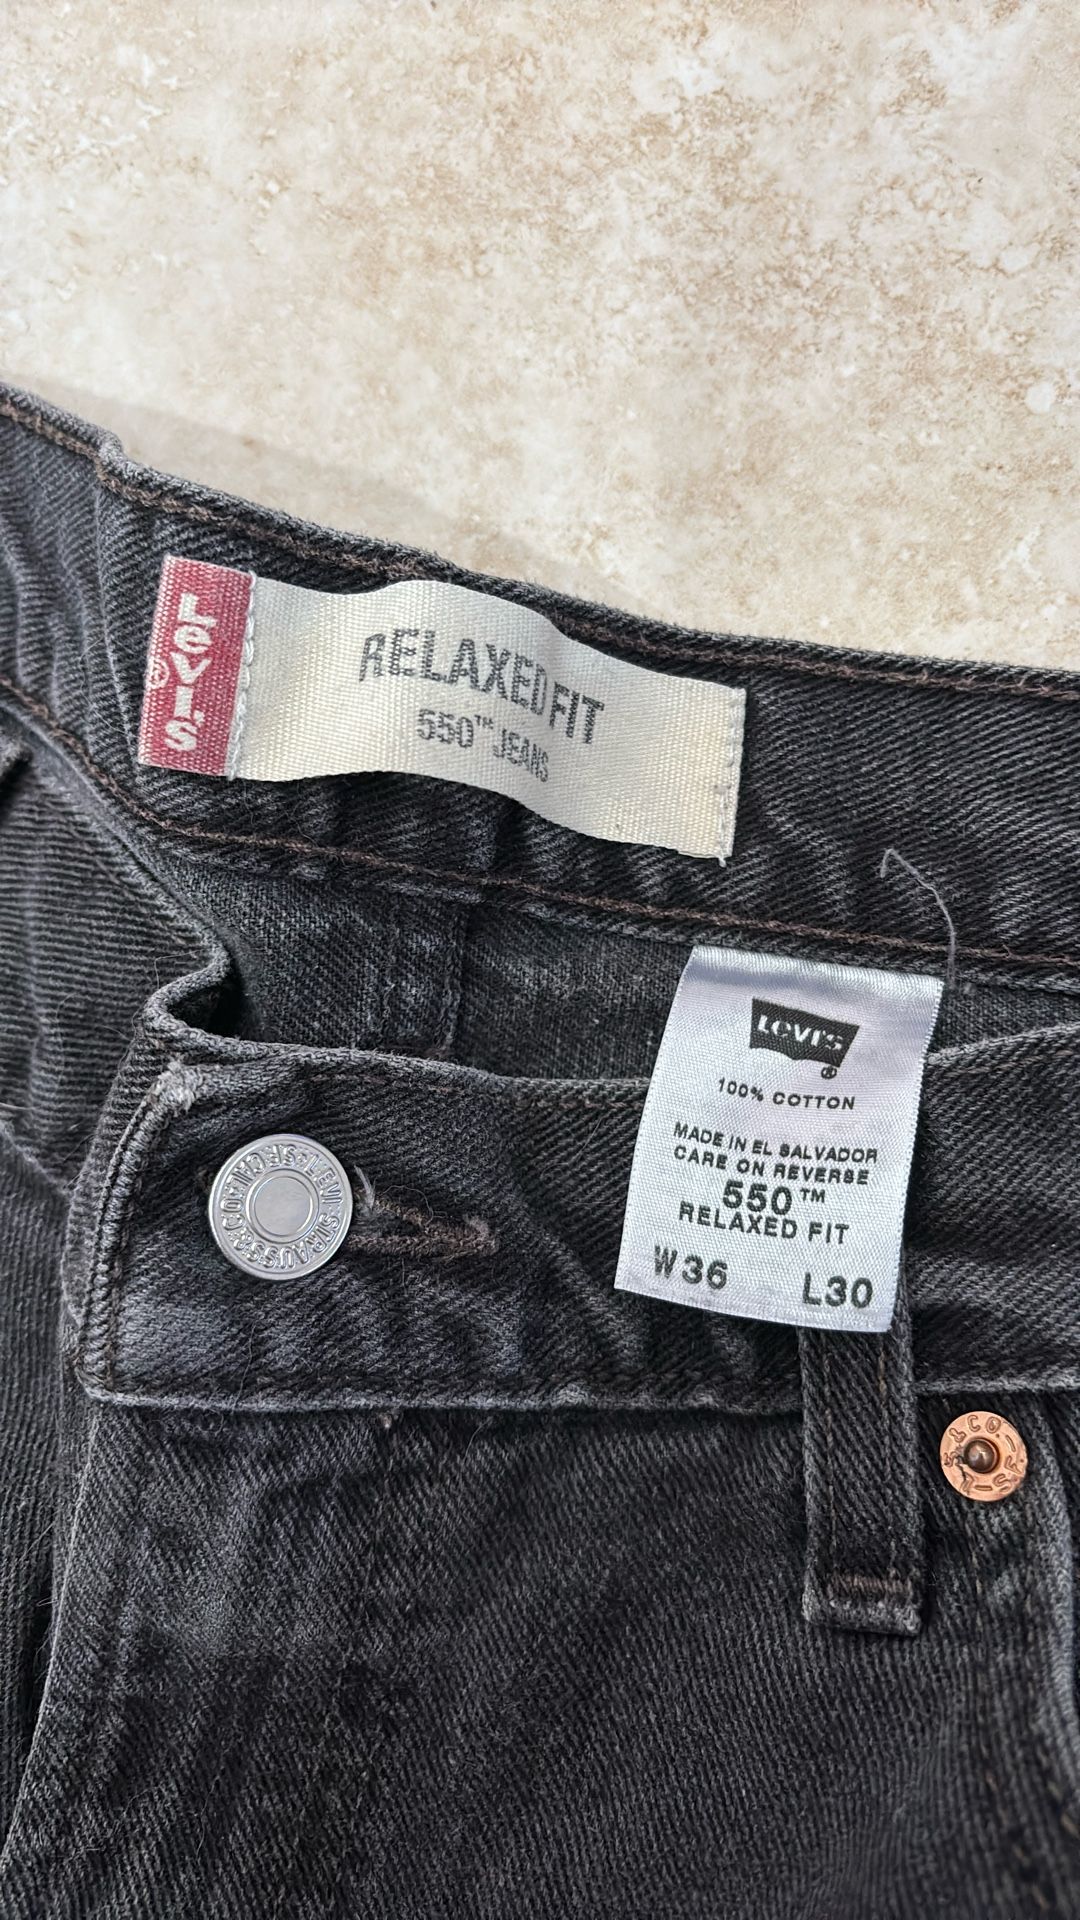 Levi's®
RELAXED FIT
550™ JEANS
Levi's®
100% COTTON
MADE IN EL SALVADOR
CARE ON REVERSE
550™
RELAXED FIT
W36 L30
LEVI STRAUSS & CO
L.S. & CO.